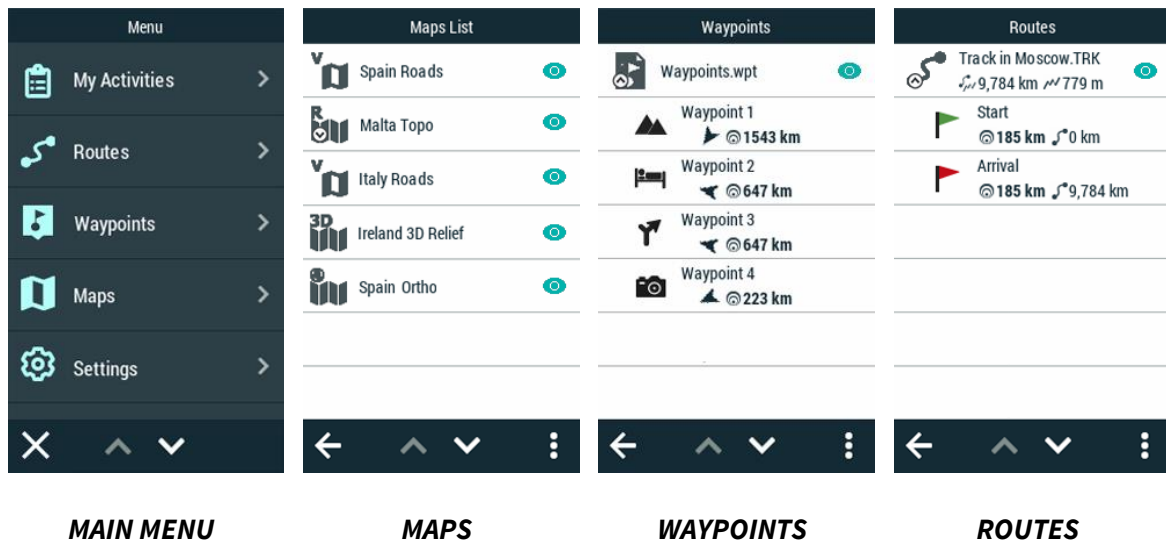 Menu
My Activities
Routes
Waypoints
Maps
Settings
MAIN MENU
Maps List
V
Spain Roads
R
Malta Topo
V
Italy Roads
3D
Ireland 3D Relief
Spain Ortho
MAPS
Waypoints
Waypoints.wpt
Waypoint 1
1543 km
Waypoint 2
647 km
Waypoint 3
647 km
Waypoint 4
223 km
WAYPOINTS
Routes
Track in Moscow.TRK
9,784 km 779 m
Start
185 km 0 km
Arrival
185 km 9,784 km
ROUTES